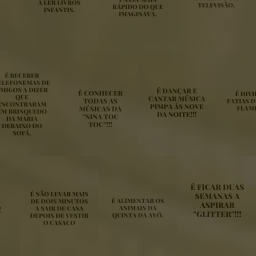 A LER LIVROS
INFANTIS.
RÁPIDO DO QUE
IMAGINAVA.
TELEVISÃO.
É RECEBER
TELEFONEMAS DE
AMIGOS A DIZER
QUE
ENCONTRARAM
UM BRINQUEDO
DA MARIA
DEBAIXO DO
SOFÁ.
É CONHECER
TODAS AS
MÚSICAS DA
"NINA TOC
TOC"!!!
É DANÇAR E
CANTAR MÚSICA
PIMPA ÀS NOVE
DA NOITE!!!
É DIVI
FATIAS D
FIAM
É NÃO LEVAR MAIS
DE DOIS MINUTOS
A SAIR DE CASA
DEPOIS DE VESTIR
O CASACO
É ALIMENTAR OS
ANIMAIS DA
QUINTA DA AVÓ.
É FICAR DUAS
SEMANAS A
ASPIRAR
"GLITTER"!!!